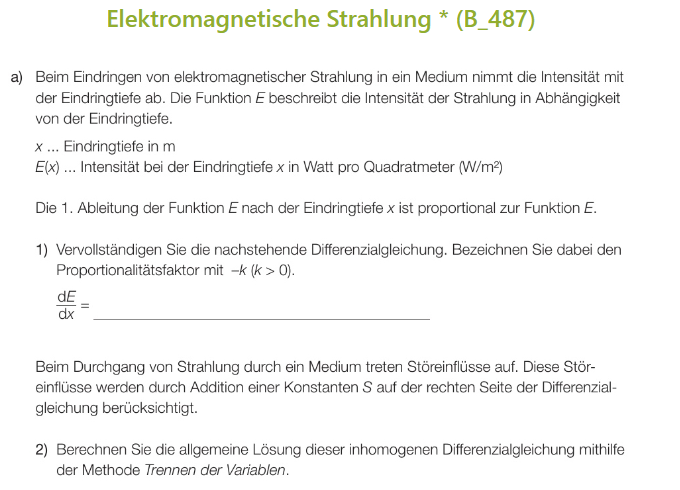 Elektromagnetische Strahlung * (B_487)
a) Beim Eindringen von elektromagnetischer Strahlung in ein Medium nimmt die Intensität mit
der Eindringtiefe ab. Die Funktion E beschreibt die Intensität der Strahlung in Abhängigkeit
von der Eindringtiefe.
x ... Eindringtiefe in m
E(x) ... Intensität bei der Eindringtiefe x in Watt pro Quadratmeter (W/m²)
Die 1. Ableitung der Funktion E nach der Eindringtiefe x ist proportional zur Funktion E.
1) Vervollständigen Sie die nachstehende Differenzialgleichung. Bezeichnen Sie dabei den
Proportionalitätsfaktor mit –k (k > 0).
dE
dx = ____________________
Beim Durchgang von Strahlung durch ein Medium treten Störeinflüsse auf. Diese Stör-
einflüsse werden durch Addition einer Konstanten S auf der rechten Seite der Differenzial-
gleichung berücksichtigt.
2) Berechnen Sie die allgemeine Lösung dieser inhomogenen Differenzialgleichung mithilfe
der Methode Trennen der Variablen.